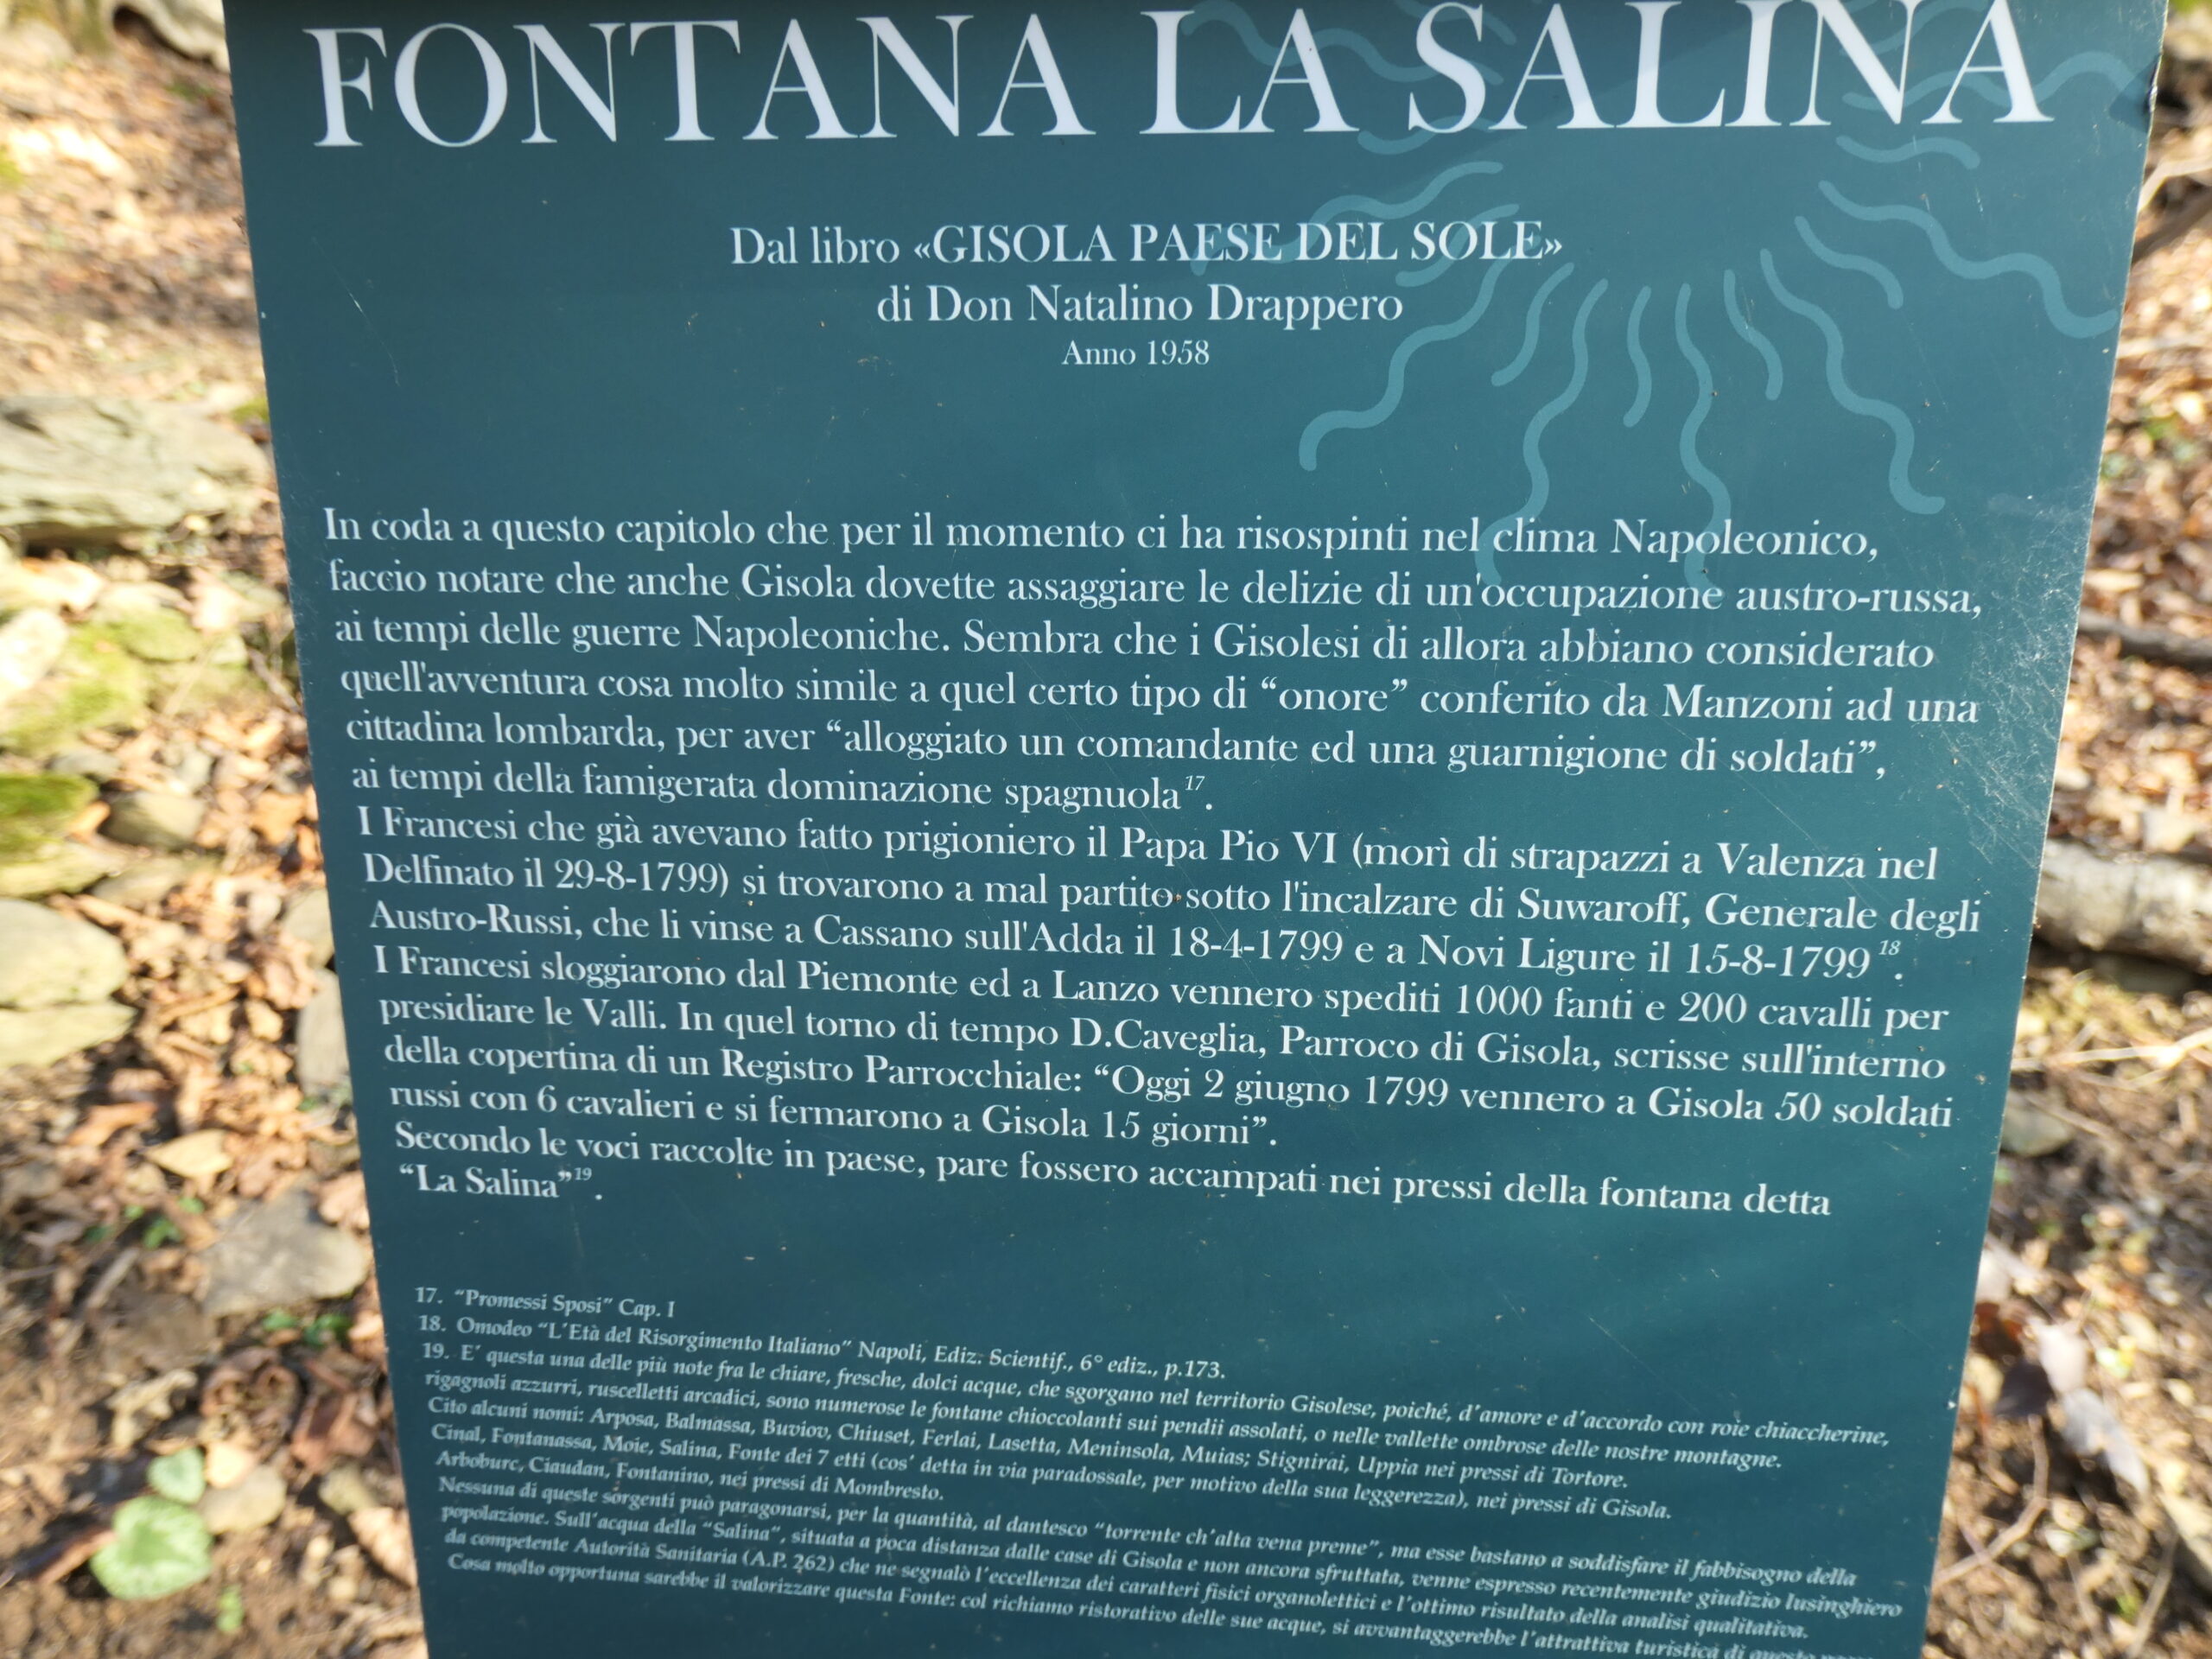 FONTANA LA SALINA
Dal libro «GISOLA PAESE DEL SOLE»
di Don Natalino Drappero
Anno 1958
In coda a questo capitolo che per il momento ci ha risospinti nel clima Napoleonico,
faccio notare che anche Gisola dovette assaggiare le delizie di un'occupazione austro-russa,
ai tempi delle guerre Napoleoniche. Sembra che i Gisolesi di allora abbiano considerato
quell'avventura cosa molto simile a quel certo tipo di “onore” conferito da Manzoni ad una
cittadina lombarda, per aver “alloggiato un comandante ed una guarnigione di soldati”,
ai tempi della famigerata dominazione spagnuola17.
I Francesi che già avevano fatto prigioniero il Papa Pio VI (morì di strapazzi a Valenza nel
Delfinato il 29-8-1799) si trovarono a mal partito sotto l'incalzare di Suwaroff, Generale degli
Austro-Russi, che li vinse a Cassano sull'Adda il 18-4-1799 e a Novi Ligure il 15-8-1799 18.
I Francesi sloggiarono dal Piemonte ed a Lanzo vennero spediti 1000 fanti e 200 cavalli per
presidiare le Valli. In quel torno di tempo D.Caveglia, Parroco di Gisola, scrisse sull'interno
della copertina di un Registro Parrocchiale: “Oggi 2 giugno 1799 vennero a Gisola 50 soldati
russi con 6 cavalieri e si fermarono a Gisola 15 giorni”.
Secondo le voci raccolte in paese, pare fossero accampati nei pressi della fontana detta
“La Salina”19.
17. “Promessi Sposi” Cap. I
18. Omodeo “L'Età del Risorgimento Italiano” Napoli, Ediz. Scientif., 6° ediz., p.173.
19. E' questa una delle più note fra le chiare, fresche, dolci acque, che sgorgano nel territorio Gisolese, poiché, d'amore e d'accordo con roie chiaccherine,
rigagnoli azzurri, ruscelletti arcadici, sono numerose le fontane chioccolanti sui pendii assolati, o nelle vallette ombrose delle nostre montagne.
Cito alcuni nomi: Arposa, Balmassa, Buviov, Chiuset, Ferlai, Lasetta, Meninsola, Muias; Stignirai, Uppia nei pressi di Tortore.
Cinal, Fontanassa, Moie, Salina, Fonte dei 7 etti (cos' detta in via paradossale, per motivo della sua leggerezza), nei pressi di Gisola.
Arboburc, Ciaudan, Fontanino, nei pressi di Mombresto.
Nessuna di queste sorgenti può paragonarsi, per la quantità, al dantesco “torrente ch'alta vena preme”, ma esse bastano a soddisfare il fabbisogno della
popolazione. Sull'acqua della “Salina”, situata a poca distanza dalle case di Gisola e non ancora sfruttata, venne espresso recentemente giudizio lusinghiero
da competente Autorità Sanitaria (A.P. 262) che ne segnalò l'eccellenza dei caratteri fisici organolettici e l'ottimo risultato della analisi qualitativa.
Cosa molto opportuna sarebbe il valorizzare questa Fonte: col richiamo ristorativo delle sue acque, si avvantaggerebbe l'attrattiva turistica di